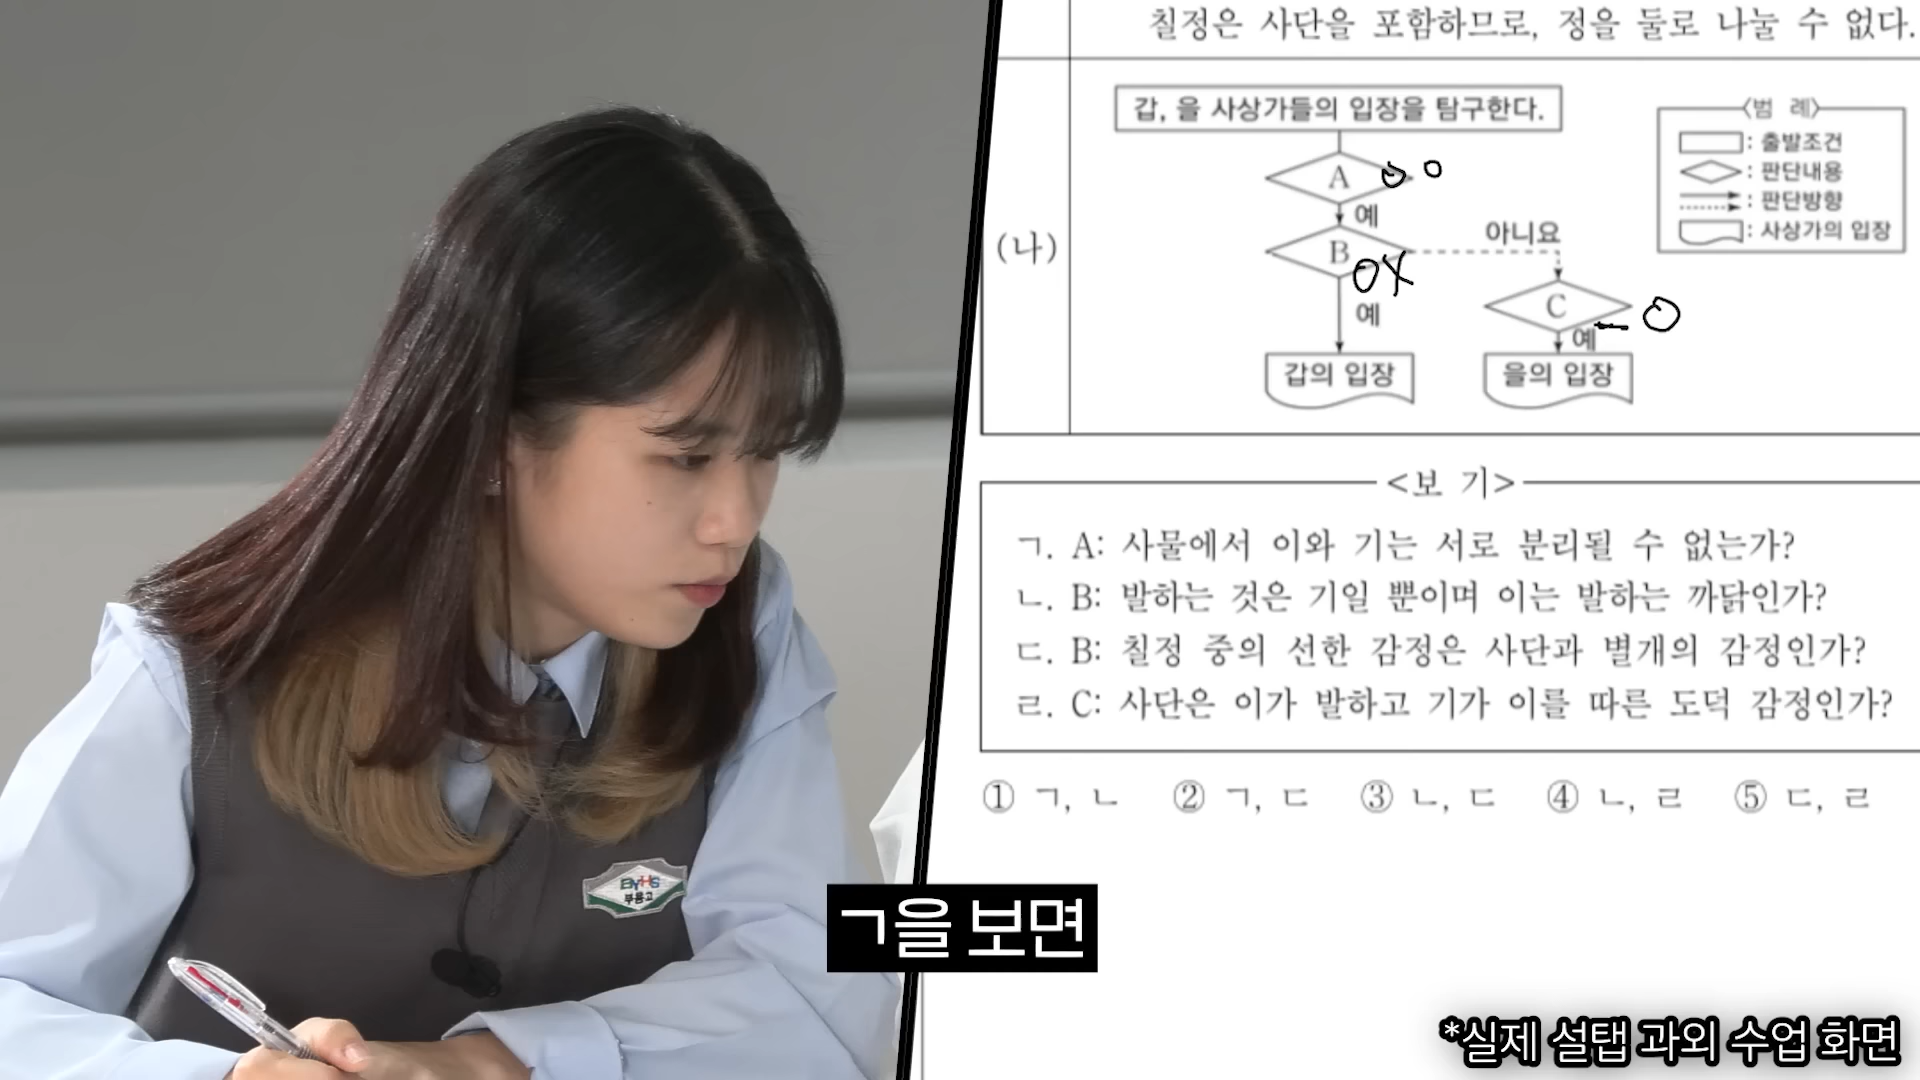 칠정은 사단을 포함하므로, 정을 둘로 나눌 수 없다.
(나)
갑, 을 사상가들의 입장을 탐구한다.
A
예
B
아니요
예
C
예
갑의 입장
을의 입장
<범 례>
: 출발조건
: 판단내용
: 판단방향
: 사상가의 입장
O O
O X
O
<보 기>
ㄱ. A: 사물에서 이와 기는 서로 분리될 수 없는가?
ㄴ. B: 발하는 것은 기일 뿐이며 이는 발하는 까닭인가?
ㄷ. B: 칠정 중의 선한 감정은 사단과 별개의 감정인가?
ㄹ. C: 사단은 이가 발하고 기가 이를 따른 도덕 감정인가?
① ㄱ, ㄴ ② ㄱ, ㄷ ③ ㄴ, ㄷ ④ ㄴ, ㄹ ⑤ ㄷ, ㄹ
BYHS
부흥고
ㄱ을 보면
*실제 설탭 과외 수업 화면